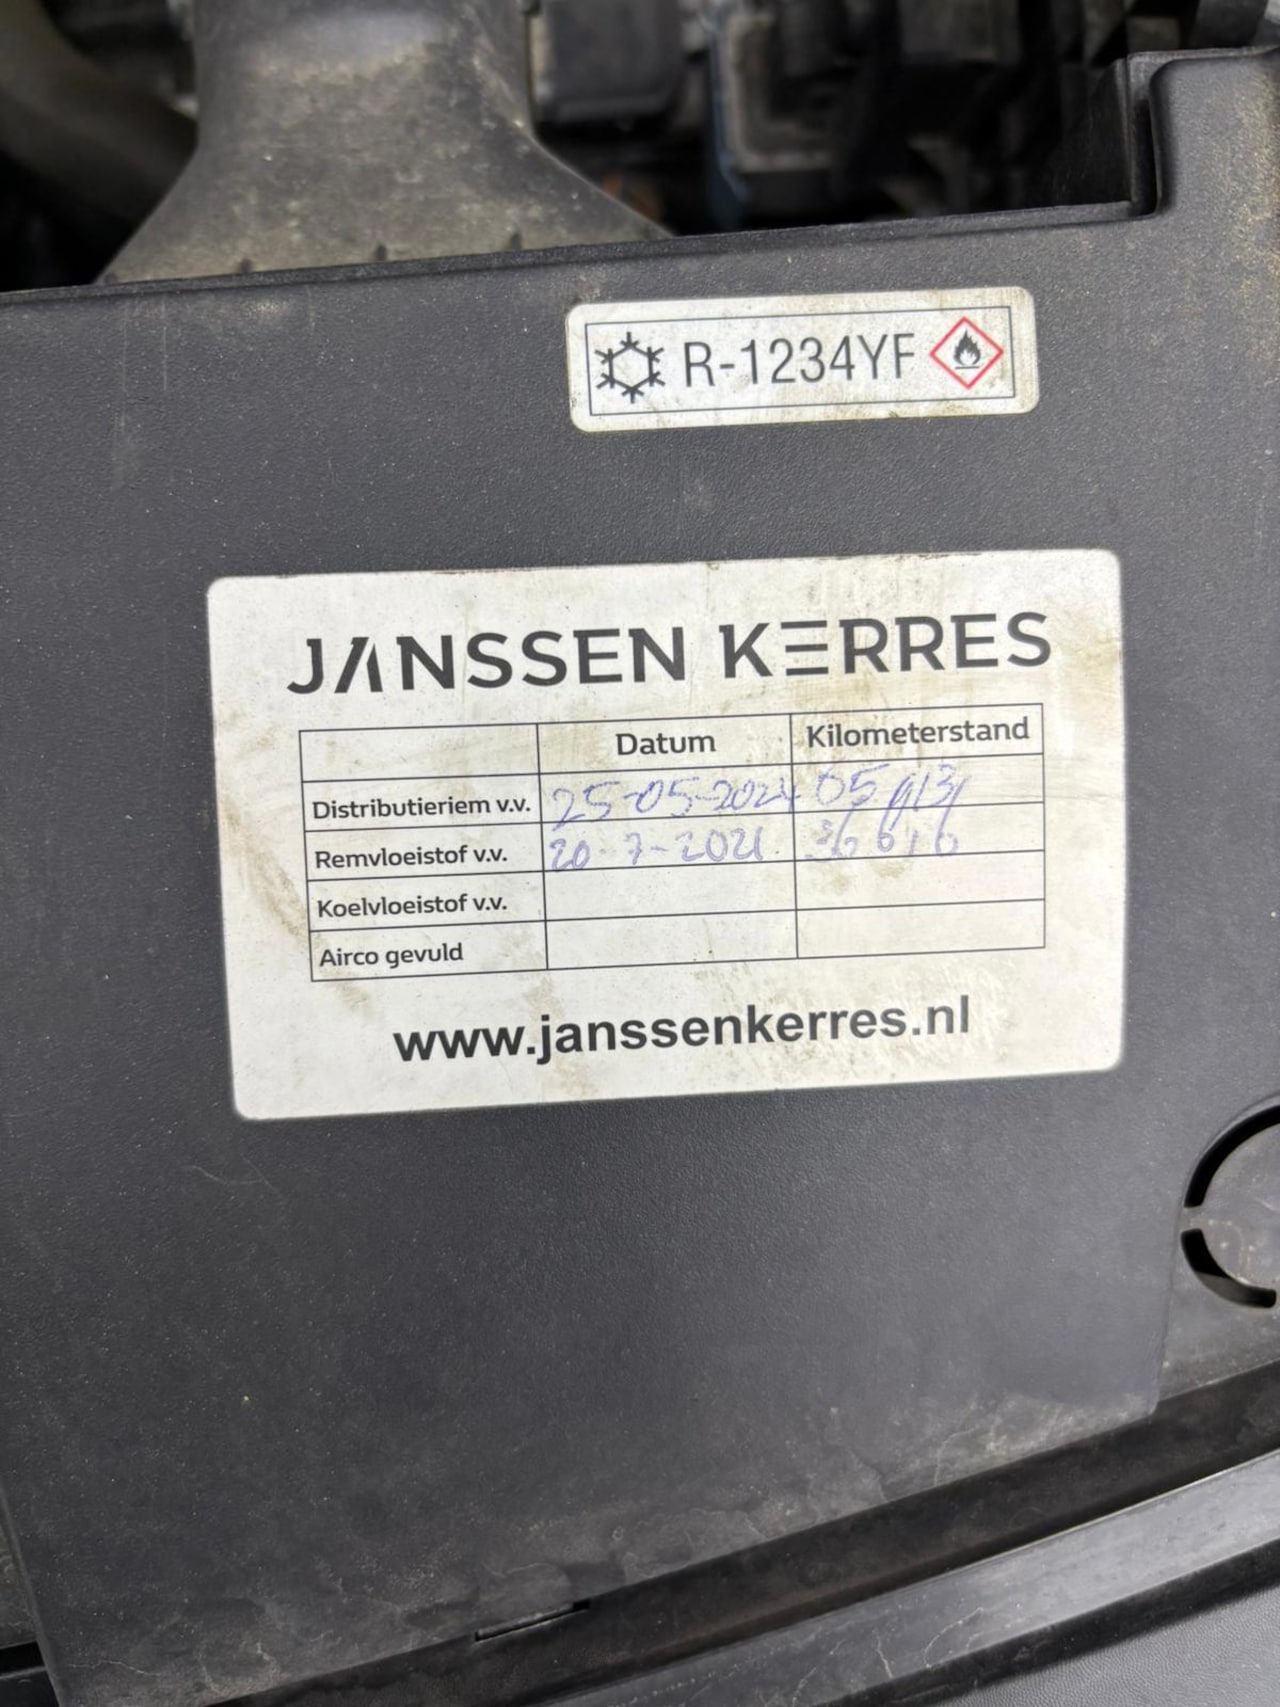 R-1234YF
JANSSEN KERRES
Datum Kilometerstand
Distributieriem v.v. 25-05-2024
Remvloeistof v.v. 20-7-2021
Koelvloeistof v.v.
Airco gevuld
www.janssenkerres.nl